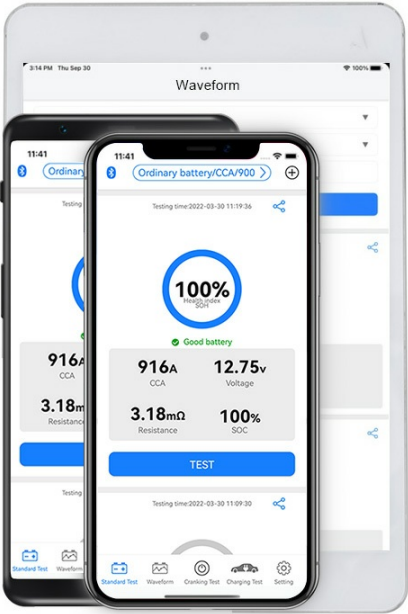 3:14 PM Thu Sep 30
100%
Waveform
11:41
Ordinary
Testing
916A
CCA
3.18m
Resistance
Testing
Standard Test
Waveform
11:41
Ordinary battery/CCA/900
Testing time:2022-03-30 11:19:36
100%
Health index
SOH
Good battery
916A
12.75v
CCA
Voltage
3.18mΩ
100%
Resistance
SOC
TEST
Testing time:2022-03-30 11:09:30
Standard Test
Waveform
Cranking Test
Charging Test
Setting